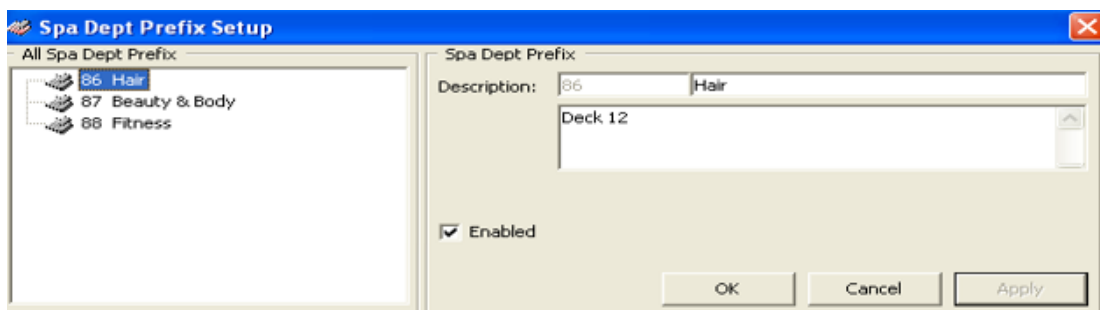 Spa Dept Prefix Setup
All Spa Dept Prefix
86 Hair
87 Beauty & Body
88 Fitness
Spa Dept Prefix
Description: 86 Hair
Deck 12
Enabled
OK Cancel Apply